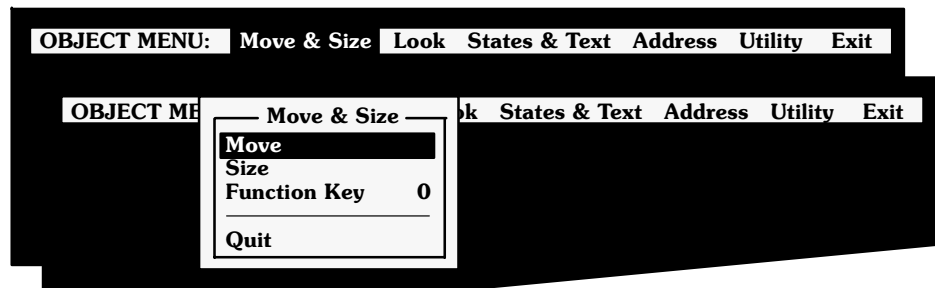 OBJECT MENU: Move & Size Look States & Text Address Utility Exit
OBJECT ME ok States & Text Address Utility Exit
Move & Size
Move
Size
Function Key 0
Quit